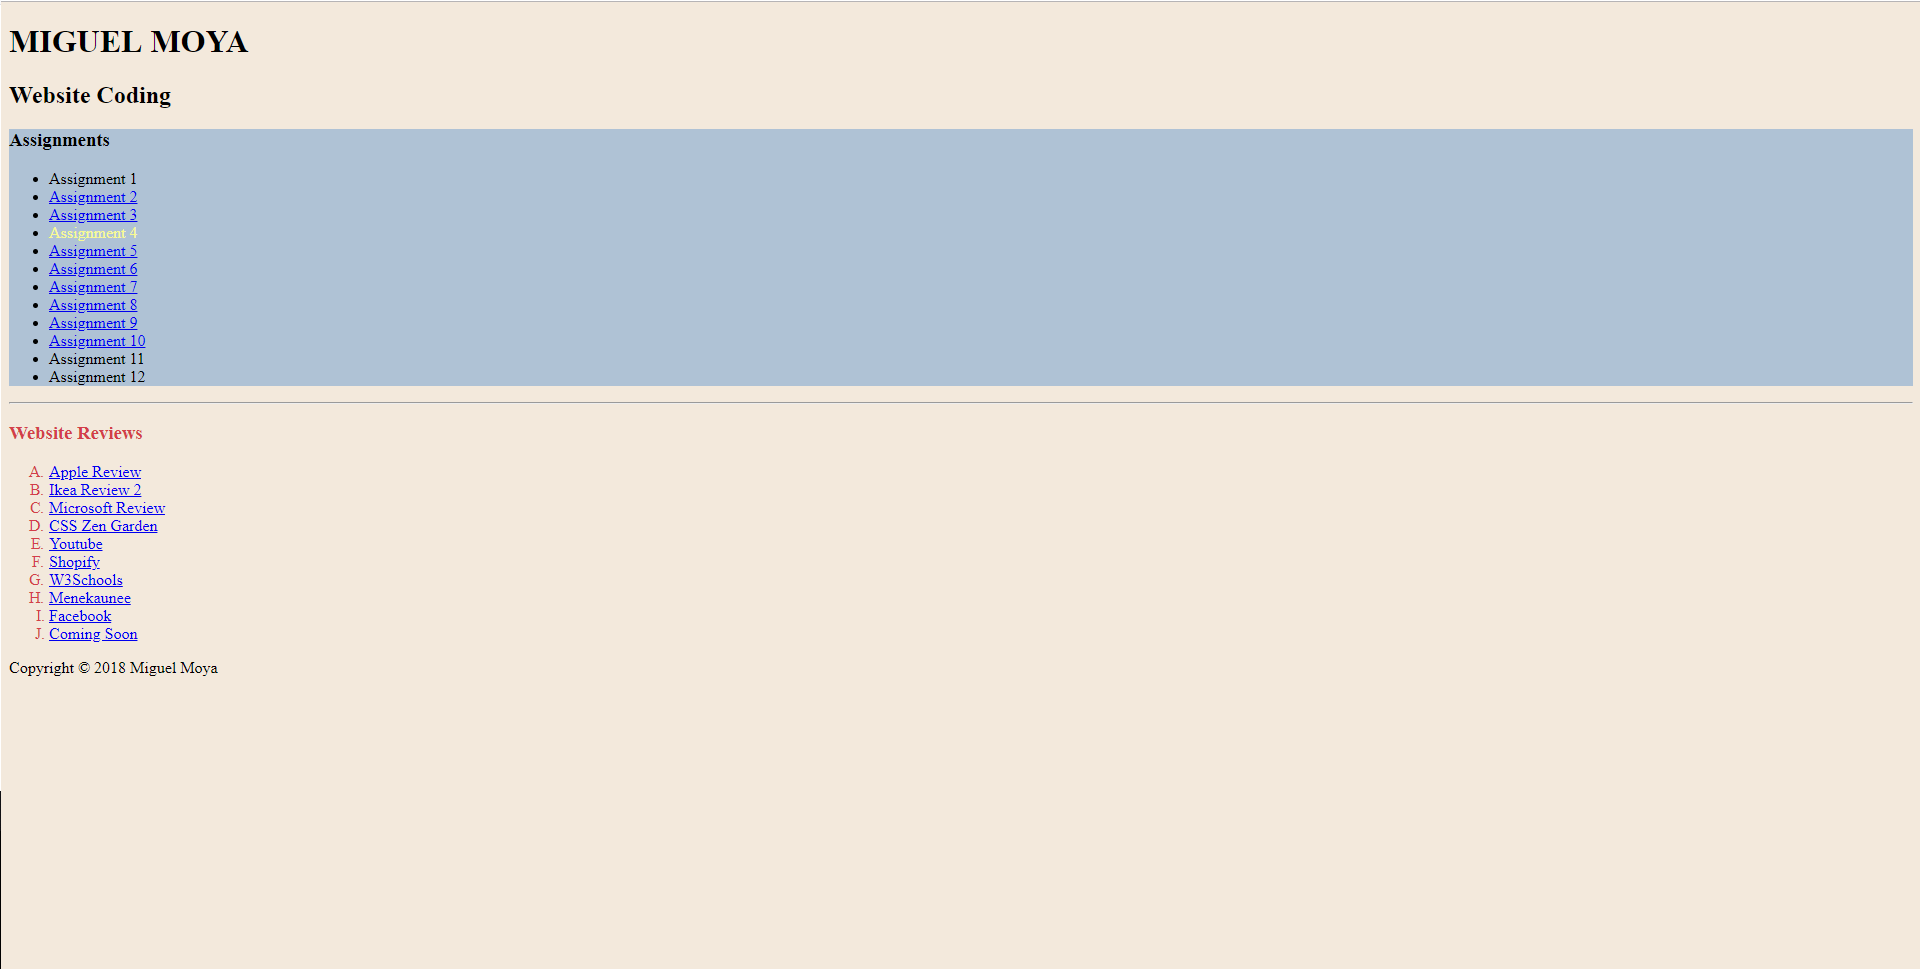 MIGUEL MOYA
Website Coding
Assignments
• Assignment 1
• Assignment 2
• Assignment 3
• Assignment 4
• Assignment 5
• Assignment 6
• Assignment 7
• Assignment 8
• Assignment 9
• Assignment 10
• Assignment 11
• Assignment 12
Website Reviews
A. Apple Review
B. Ikea Review 2
C. Microsoft Review
D. CSS Zen Garden
E. Youtube
F. Shopify
G. W3Schools
H. Menekaunee
I. Facebook
J. Coming Soon
Copyright © 2018 Miguel Moya